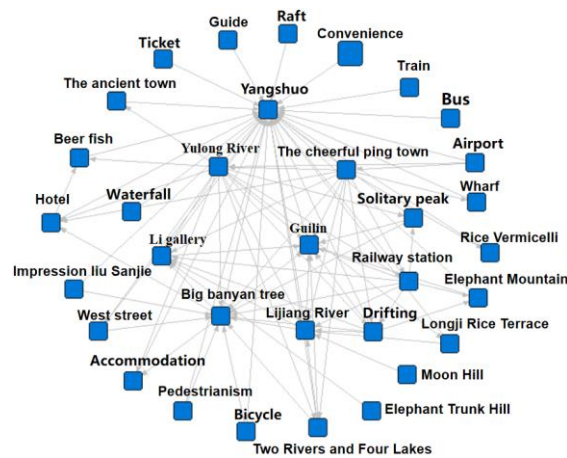 Guide
Raft
Ticket
Convenience
Train
The ancient town
Yangshuo
Bus
Beer fish
Yulong River
The cheerful ping town
Airport
Wharf
Hotel
Waterfall
Solitary peak
Li gallery
Guilin
Rice Vermicelli
Railway station
Impression liu Sanjie
Big banyan tree
Lijiang River
Elephant Mountain
West street
Drifting
Longji Rice Terrace
Accommodation
Moon Hill
Pedestrianism
Bicycle
Elephant Trunk Hill
Two Rivers and Four Lakes